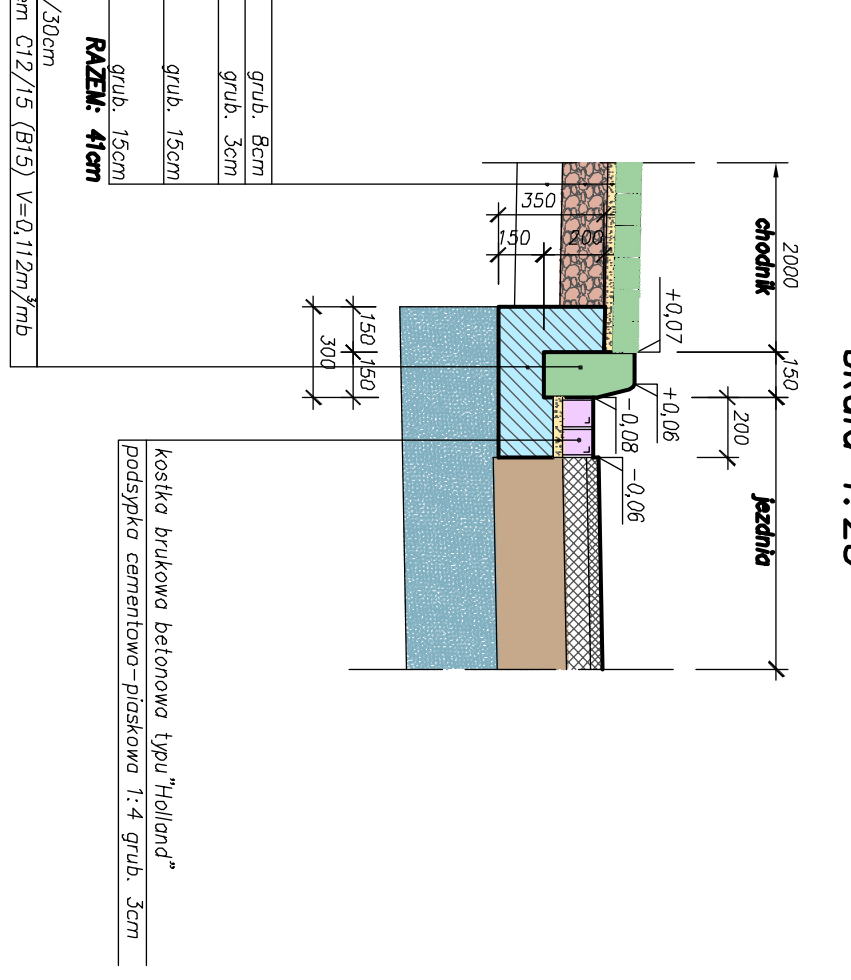 chodnik
jezdnia
2000
150
200
+0,07
+0,06
-0,08
-0,06
350
150
200
150
150
300
grub. 8cm
grub. 3cm
grub. 15cm
grub. 15cm
RAZEM: 41cm
/30cm
C12/15 (B15) V=0,112m³/mb
kostka brukowa betonowa typu "Holland"
podsypka cementowa-piaskowa 1:4 grub. 3cm